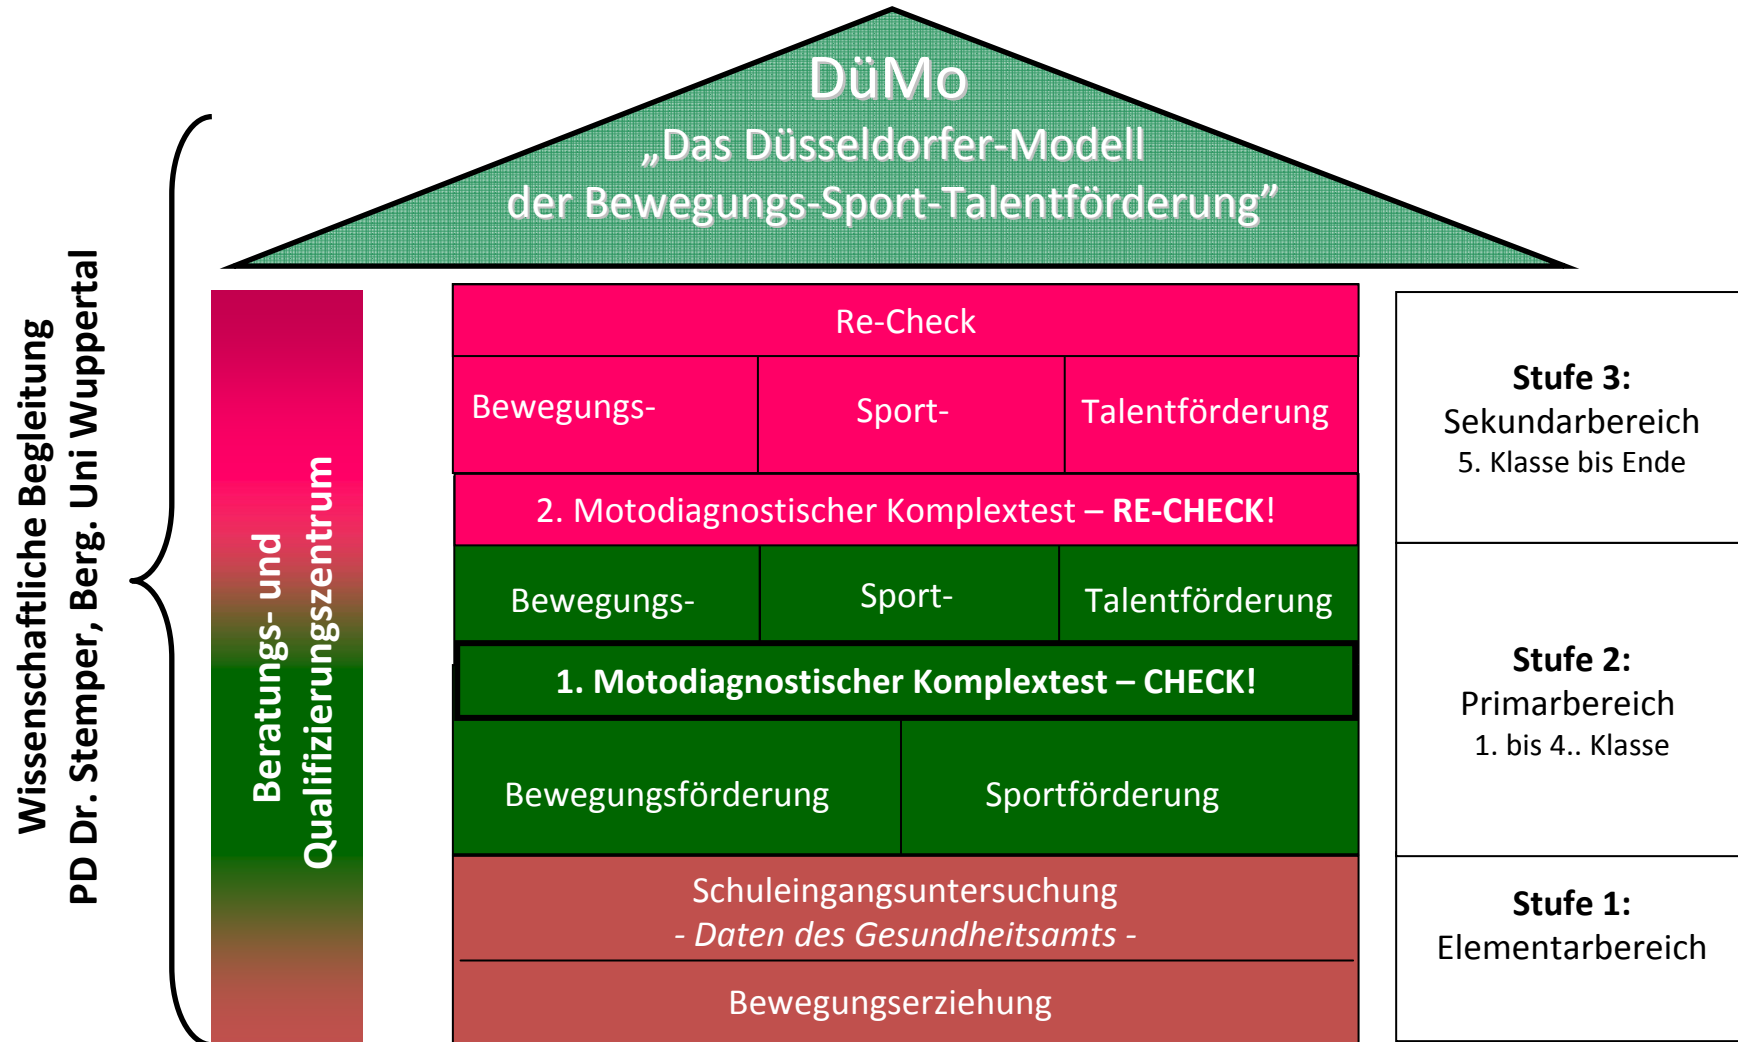 DüMo
„Das Düsseldorfer-Modell
der Bewegungs-Sport-Talentförderung”
Wissenschaftliche Begleitung
PD Dr. Stemper, Berg. Uni Wuppertal
Beratungs- und
Qualifizierungszentrum
Re-Check
Bewegungs-
Sport-
Talentförderung
2. Motodiagnostischer Komplextest – RE-CHECK!
Bewegungs-
Sport-
Talentförderung
1. Motodiagnostischer Komplextest – CHECK!
Bewegungsförderung
Sportförderung
Schuleingangsuntersuchung
- Daten des Gesundheitsamts -
Bewegungserziehung
Stufe 3:
Sekundarbereich
5. Klasse bis Ende
Stufe 2:
Primarbereich
1. bis 4.. Klasse
Stufe 1:
Elementarbereich